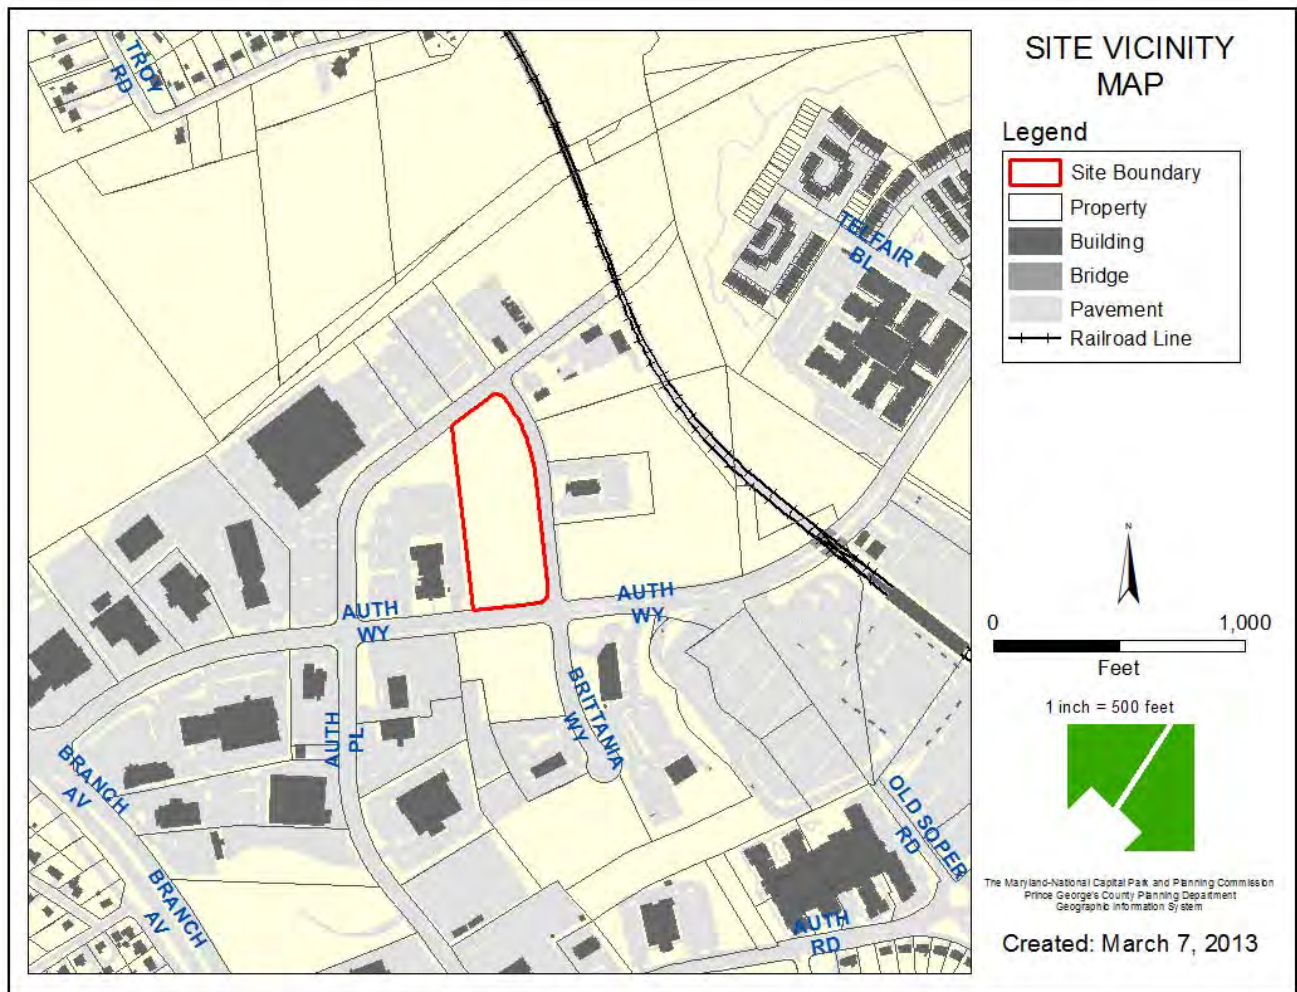 SITE VICINITY
MAP
Legend
Site Boundary
Property
Building
Bridge
Pavement
Railroad Line
TROY
RD
TELFAIR
BL
AUTH
WY
AUTH
WY
BRITTANIA
WY
AUTH
PL
BRANCH
AV
BRANCH
AV
OLD SOPER
RD
AUTH
RD
N
0 1,000
Feet
1 inch = 500 feet
The Maryland-National Capital Park and Planning Commission
Prince George's County Planning Department
Geographic Information System
Created: March 7, 2013